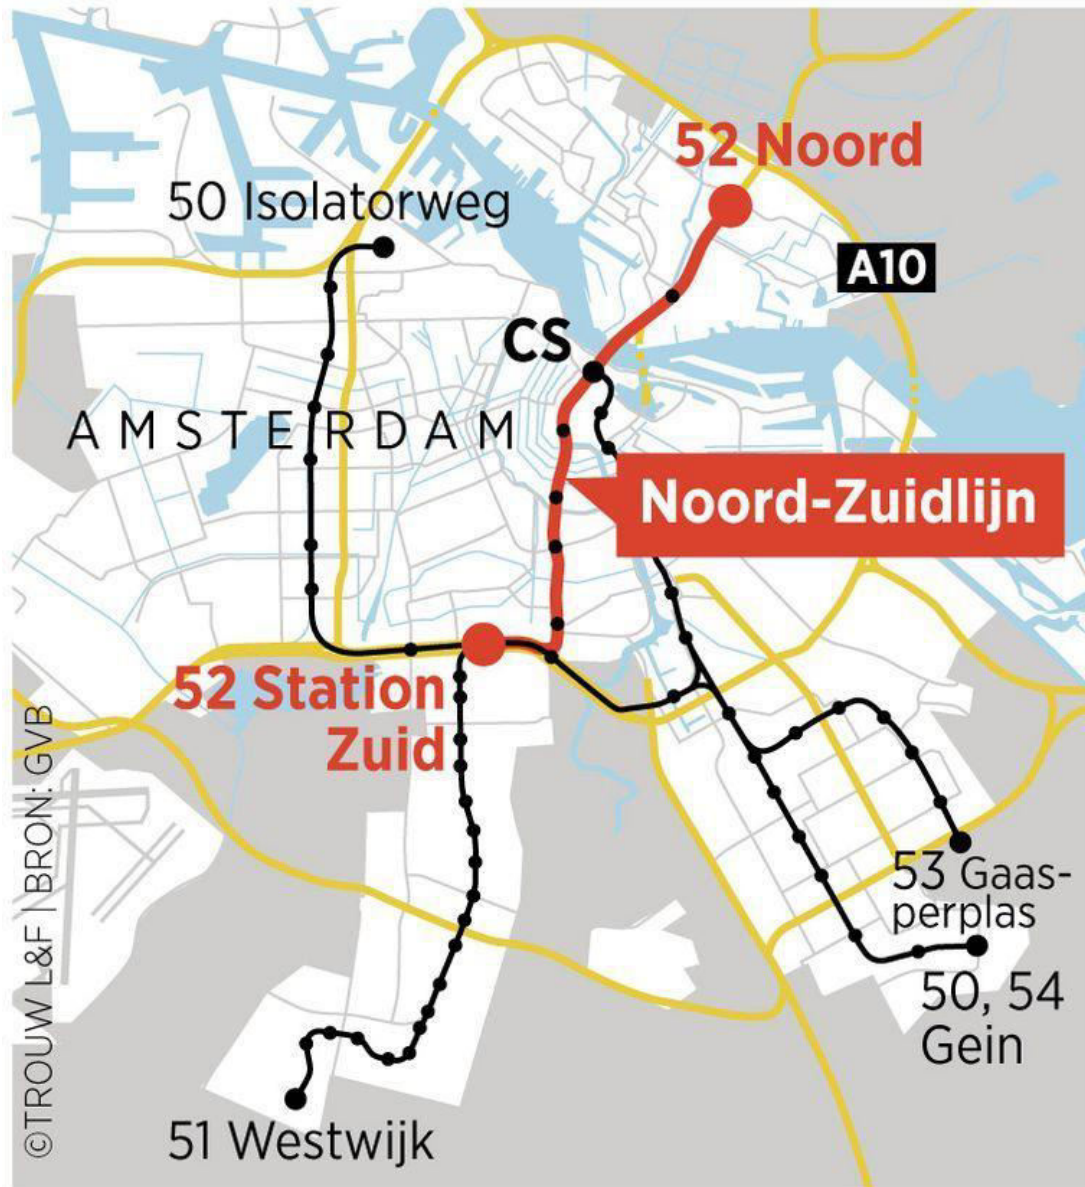 52 Noord
50 Isolatorweg
A10
CS
AMSTERDAM
Noord-Zuidlijn
52 Station
Zuid
53 Gaas-
perplas
50, 54
Gein
51 Westwijk
©TROUW L&F | BRON: GVB